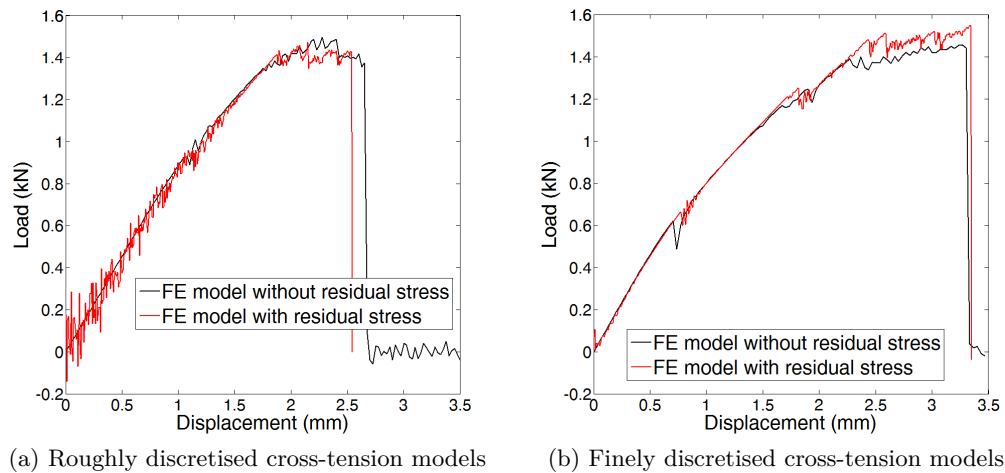 1.6
1.4
1.2
1
0.8
0.6
0.4
0.2
0
-0.2
Load (kN)
FE model without residual stress
FE model with residual stress
0 0.5 1 1.5 2 2.5 3 3.5
Displacement (mm)
(a) Roughly discretised cross-tension models
1.6
1.4
1.2
1
0.8
0.6
0.4
0.2
0
-0.2
Load (kN)
FE model without residual stress
FE model with residual stress
0 0.5 1 1.5 2 2.5 3 3.5
Displacement (mm)
(b) Finely discretised cross-tension models